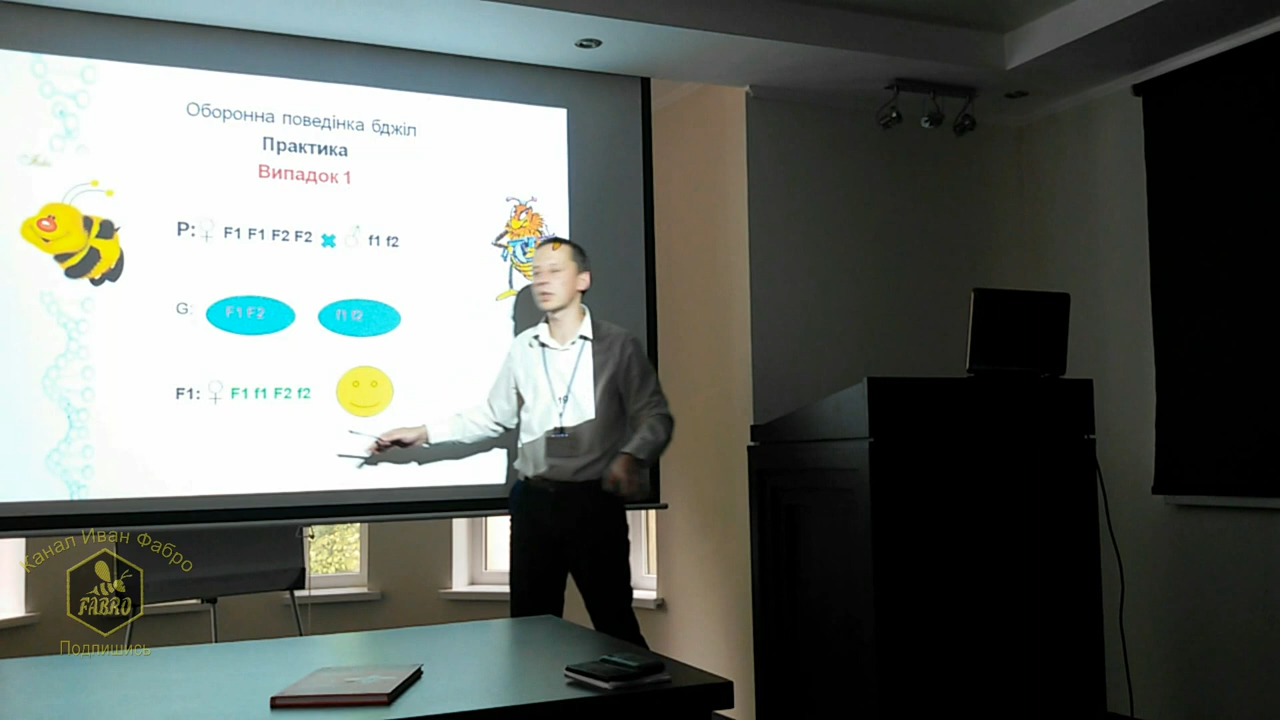 Оборонна поведінка бджіл
Практика
Випадок 1
P: ♀ F1 F1 F2 F2 ✖ ♂ f1 f2
G: F1 F2 f1 f2
F1: ♀ F1 f1 F2 f2
Канал Иван Фабро
FABRO
Подпишись